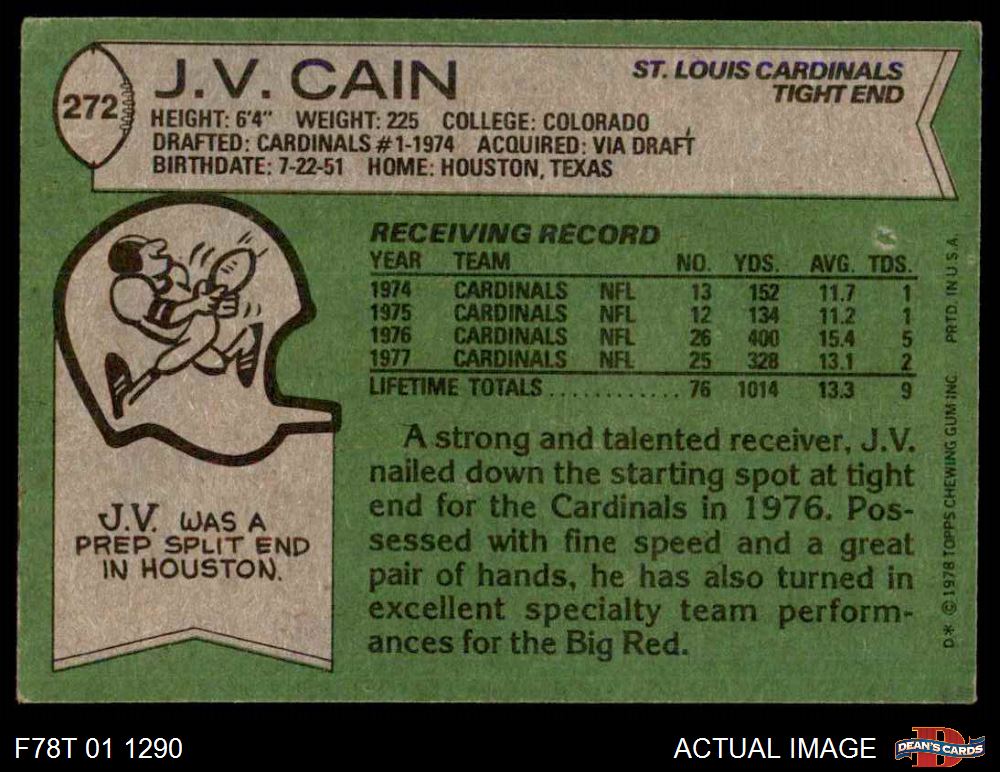 272
J.V. CAIN
ST. LOUIS CARDINALS
TIGHT END
HEIGHT: 6'4" WEIGHT: 225 COLLEGE: COLORADO
DRAFTED: CARDINALS #1-1974 ACQUIRED: VIA DRAFT
BIRTHDATE: 7-22-51 HOME: HOUSTON, TEXAS
RECEIVING RECORD
YEAR TEAM NO. YDS. AVG. TDS.
1974 CARDINALS NFL 13 152 11.7 1
1975 CARDINALS NFL 12 134 11.2 1
1976 CARDINALS NFL 26 400 15.4 5
1977 CARDINALS NFL 25 328 13.1 2
LIFETIME TOTALS............ 76 1014 13.3 9
A strong and talented receiver, J.V.
nailed down the starting spot at tight
end for the Cardinals in 1976. Pos-
sessed with fine speed and a great
pair of hands, he has also turned in
excellent specialty team perform-
ances for the Big Red.
J.V. WAS A
PREP SPLIT END
IN HOUSTON.
D* © 1978 TOPPS CHEWING GUM INC. PRTD. IN U.S.A.
F78T 01 1290
ACTUAL IMAGE
D
DEAN'S CARDS